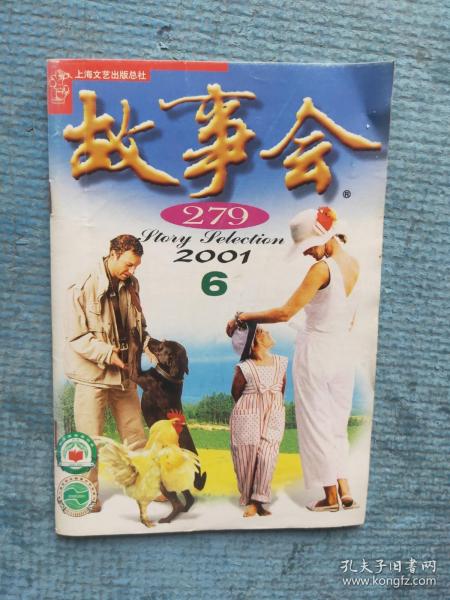 上海文艺出版总社
故事会
®
279
Story Selection
2001
6
孔夫子旧书网
www.kongfz.com